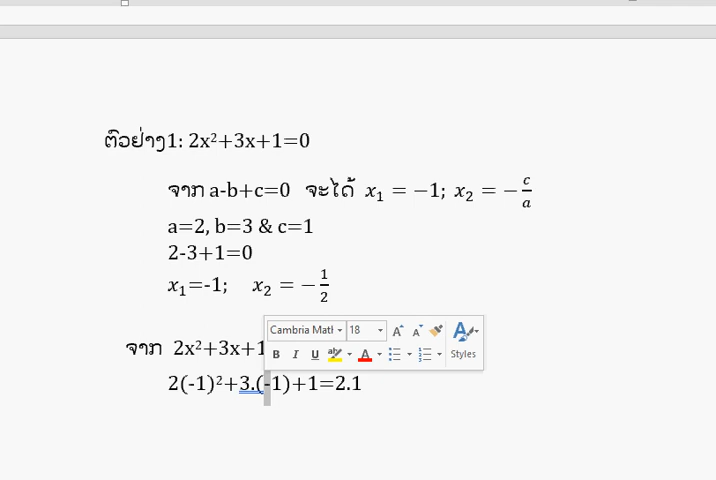 ຕົວຢ່າງ1: 2x²+3x+1=0
ຈາກ a-b+c=0 ຈະໄດ້ x₁ = −1; x₂ = −c/a
a=2, b=3 & c=1
2-3+1=0
x₁=-1; x₂ = −1/2
Cambria Math 18 A A Styles
B I U ab A
ຈາກ 2x²+3x+1
2(-1)²+3.(-1)+1=2.1